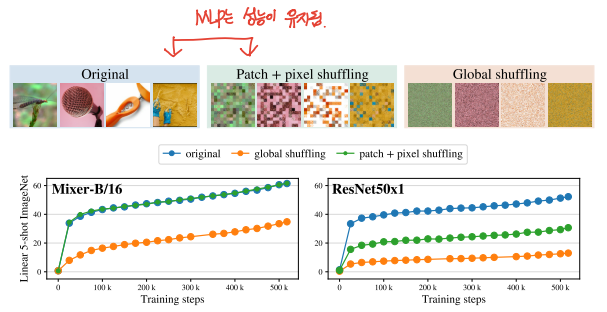 MLP는 성능이 유지됨.
Original
Patch + pixel shuffling
Global shuffling
original
global shuffling
patch + pixel shuffling
Linear 5-shot ImageNet
60
40
20
0
Mixer-B/16
0
100 k
200 k
300 k
400 k
500 k
Training steps
60
40
20
0
ResNet50x1
0
100 k
200 k
300 k
400 k
500 k
Training steps